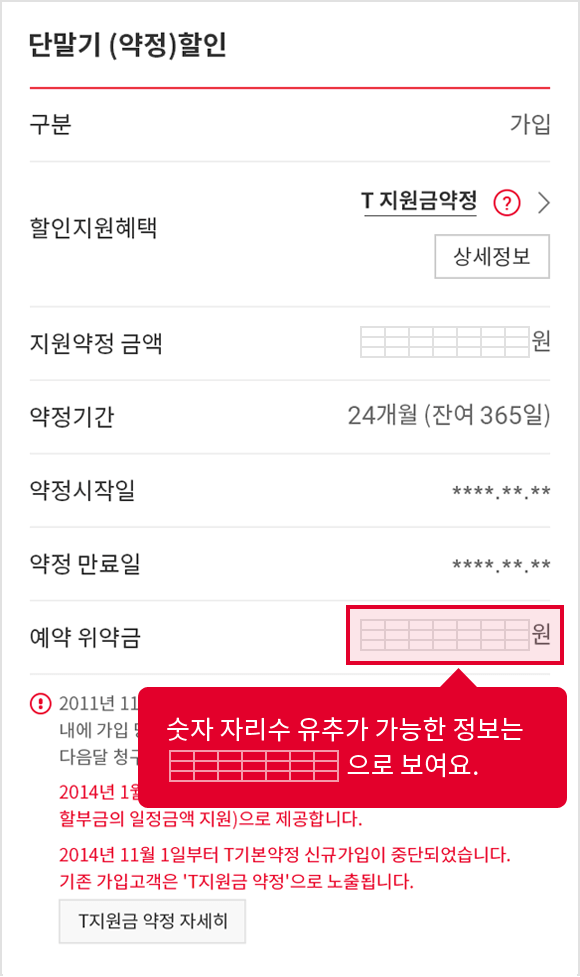 단말기 (약정)할인
구분 가입
할인지원혜택 T 지원금약정 ?
상세정보
지원약정 금액 원
약정기간 24개월 (잔여 365일)
약정시작일 ****.**.**
약정 만료일 ****.**.**
예약 위약금 원
2011년 11
내에 가입
다음달 청구
숫자 자리수 유추가 가능한 정보는
으로 보여요.
2014년 1월
할부금의 일정금액 지원)으로 제공합니다.
2014년 11월 1일부터 T기본약정 신규가입이 중단되었습니다.
기존 가입고객은 'T지원금 약정'으로 노출됩니다.
T지원금 약정 자세히